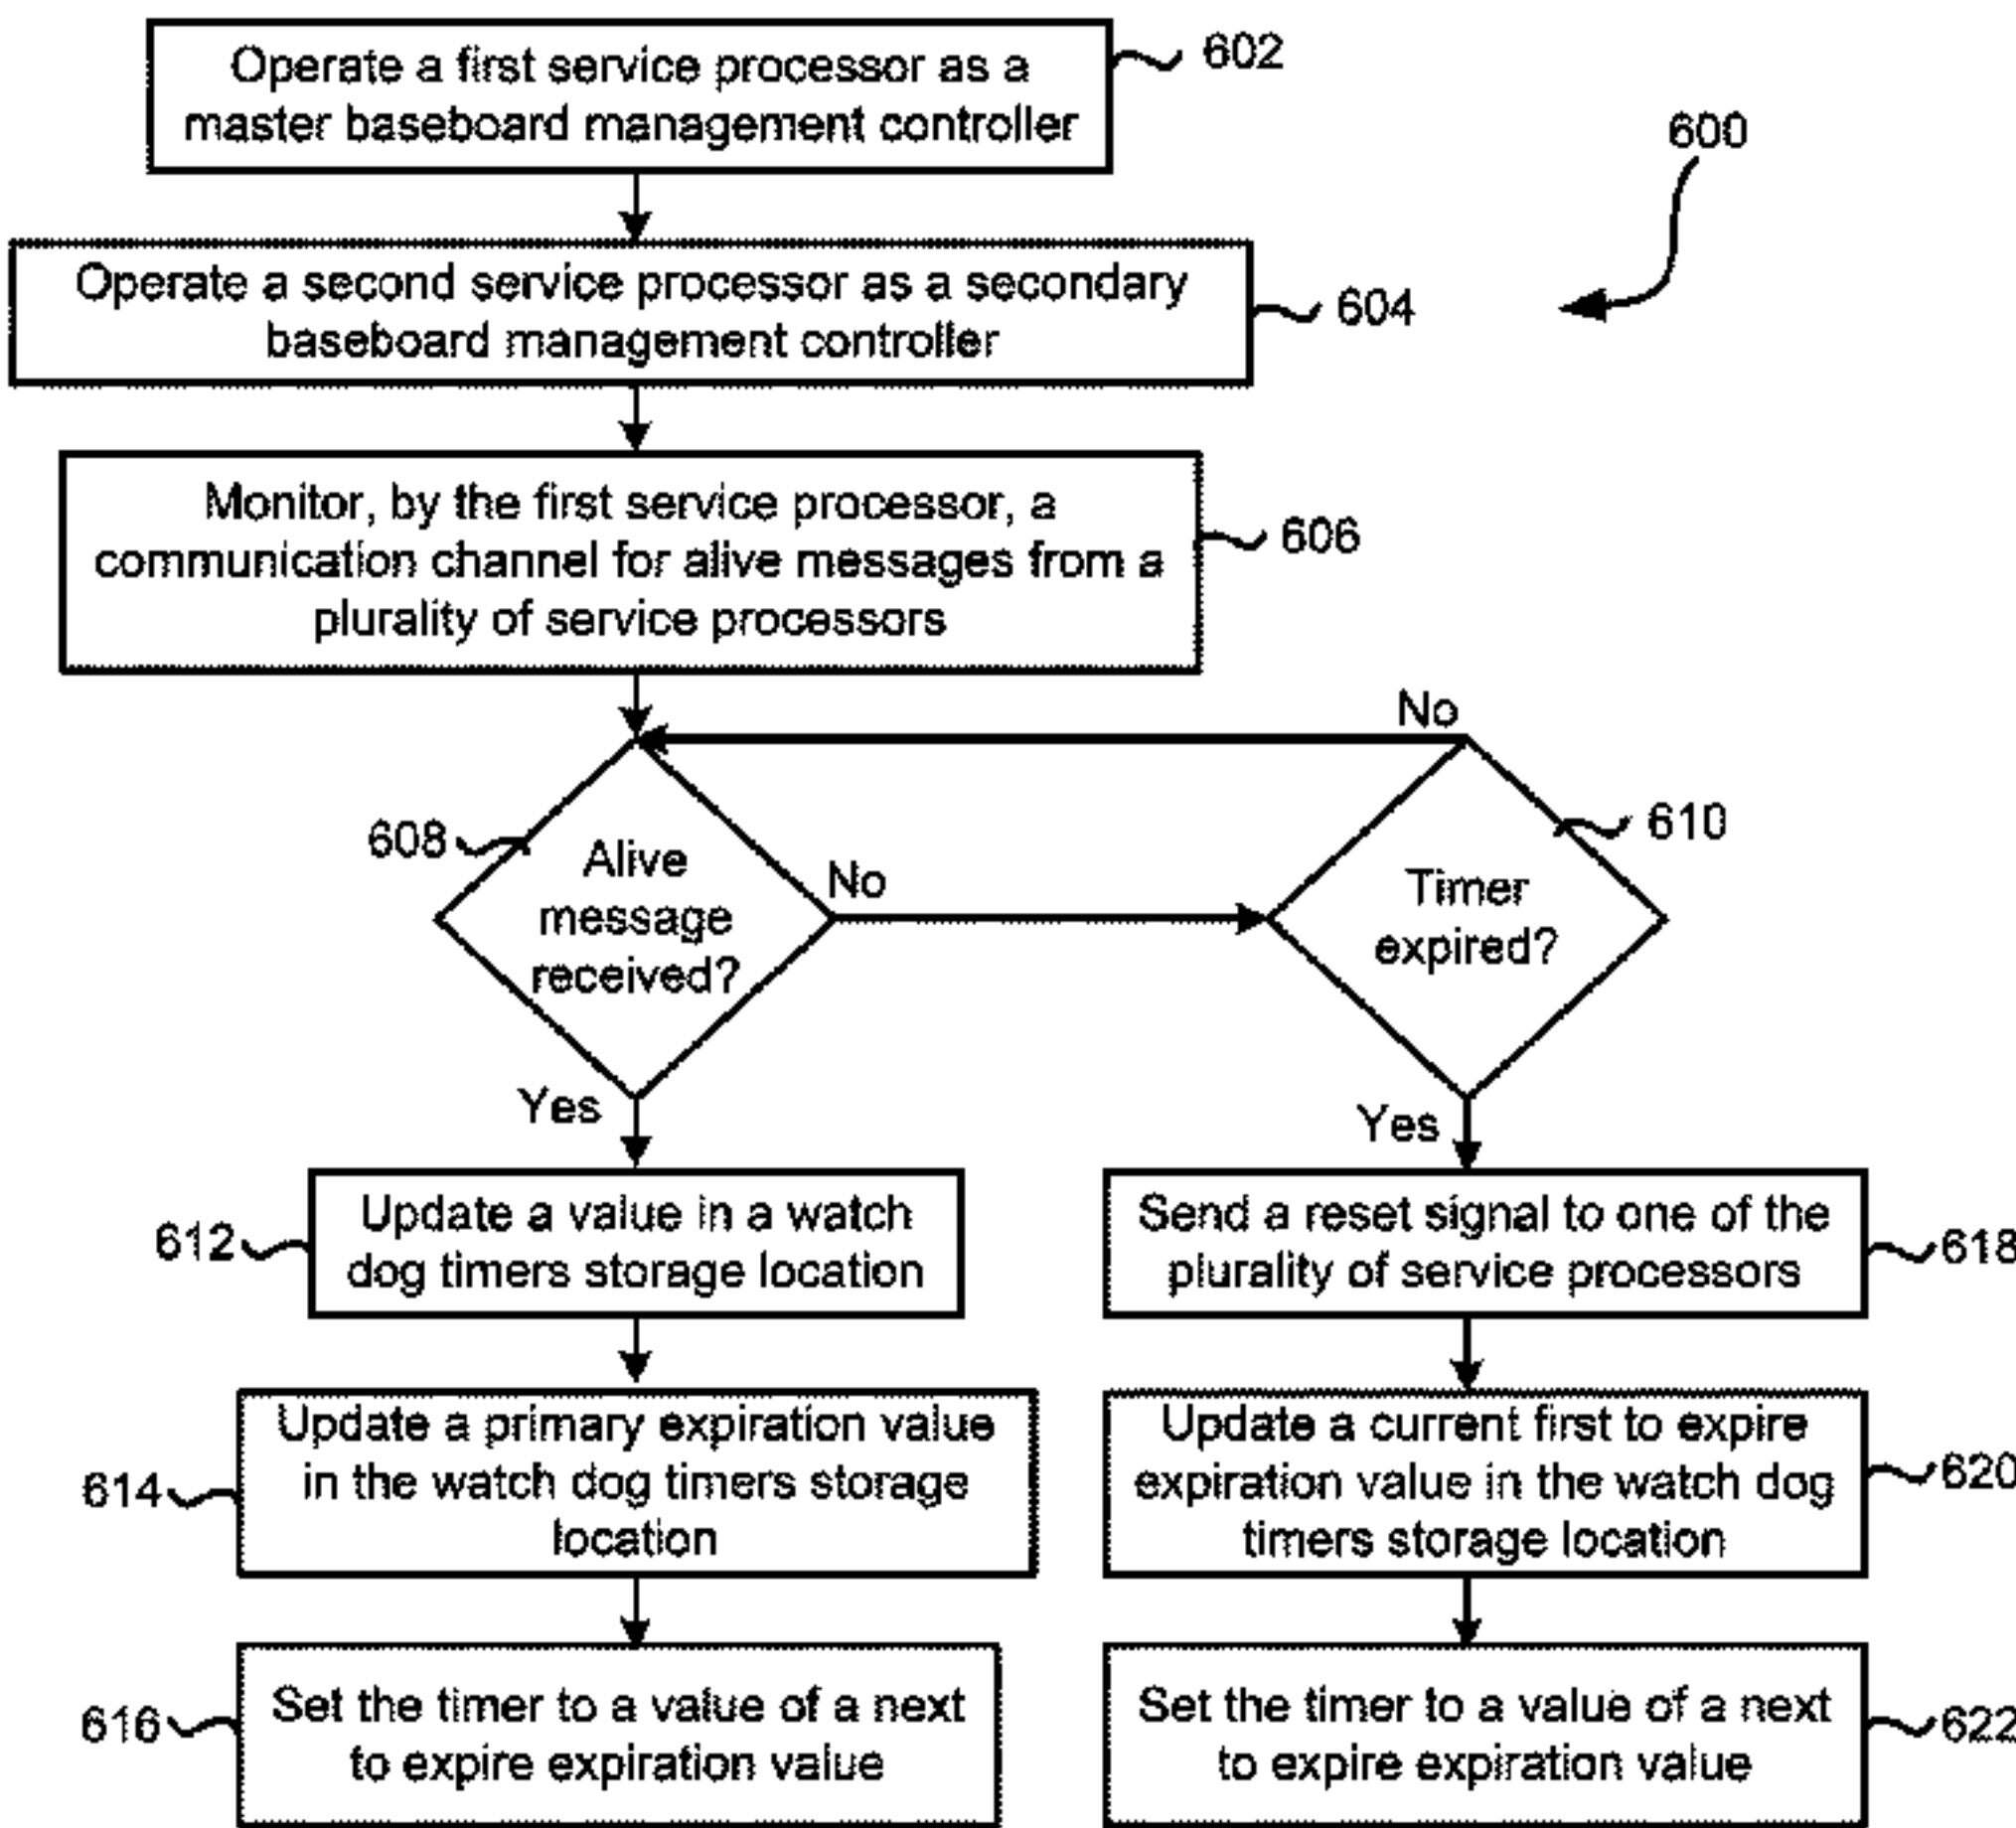 Operate a first service processor as a
master baseboard management controller
602
600
Operate a second service processor as a secondary
baseboard management controller
604
Monitor, by the first service processor, a
communication channel for alive messages from a
plurality of service processors
606
No
608
Alive
message
received?
No
610
Timer
expired?
Yes
Yes
612
Update a value in a watch
dog timers storage location
Send a reset signal to one of the
plurality of service processors
618
614
Update a primary expiration value
in the watch dog timers storage
location
Update a current first to expire
expiration value in the watch dog
timers storage location
620
616
Set the timer to a value of a next
to expire expiration value
Set the timer to a value of a next
to expire expiration value
622